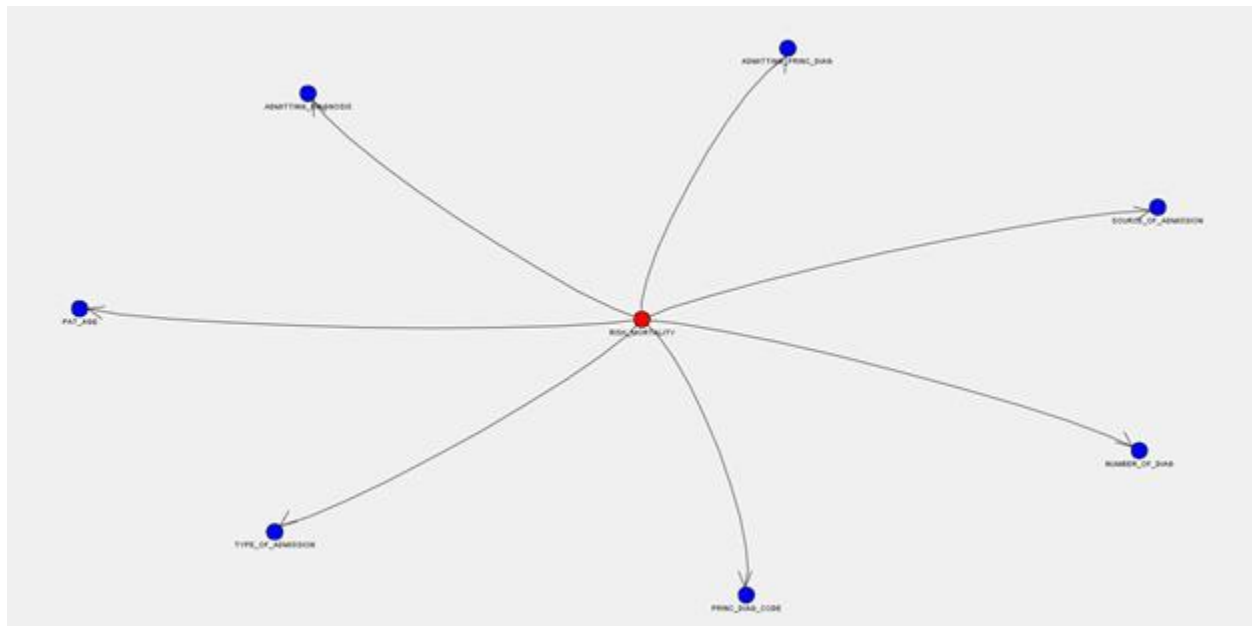 ADMITTING_PRINC_DIAG
ADMITTING_DIAGNOSIS
SOURCE_OF_ADMISSION
PAT_AGE
RISK_MORTALITY
NUMBER_OF_DIAG
TYPE_OF_ADMISSION
PRINC_DIAG_CODE